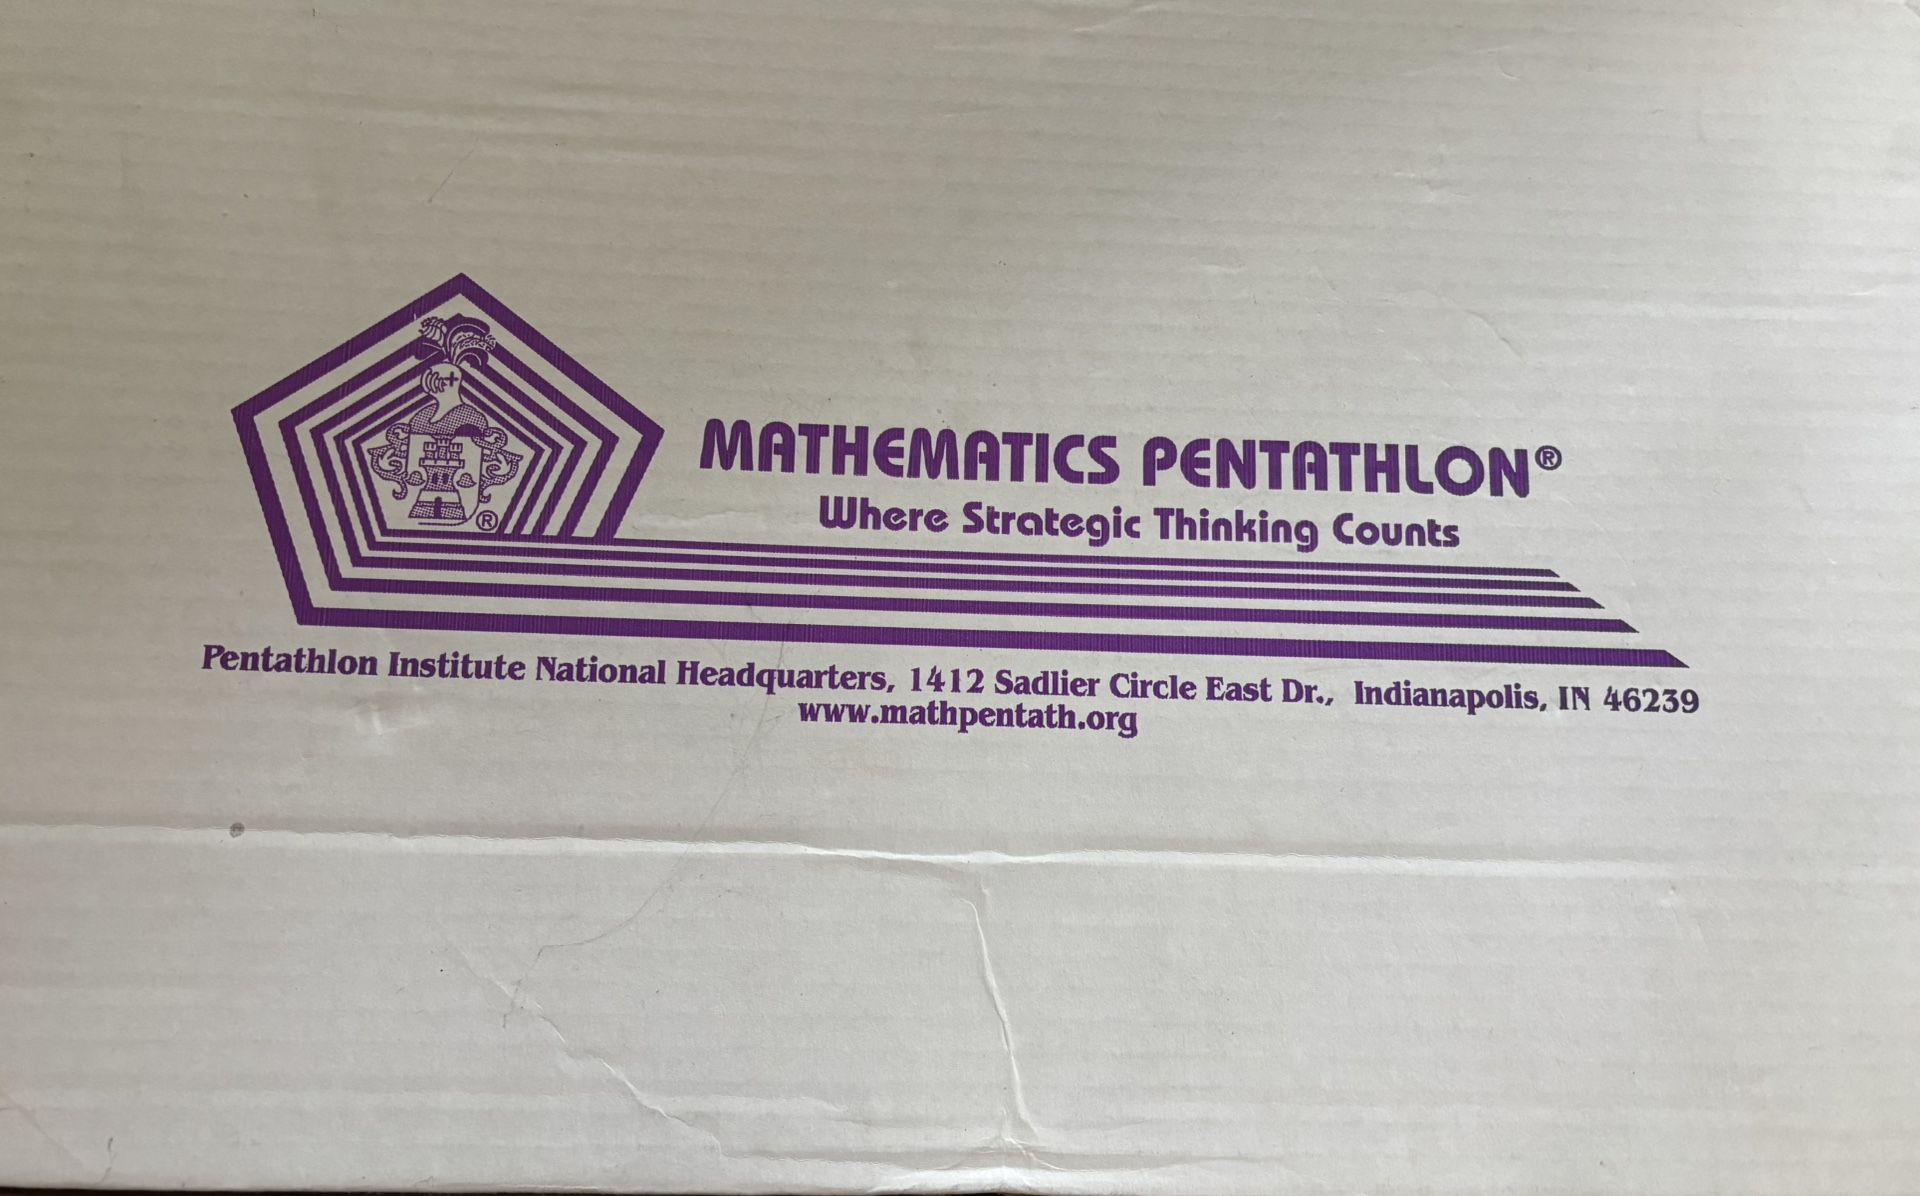 MATHEMATICS PENTATHLON®
Where Strategic Thinking Counts
®
Pentathlon Institute National Headquarters, 1412 Sadlier Circle East Dr., Indianapolis, IN 46239
www.mathpentath.org